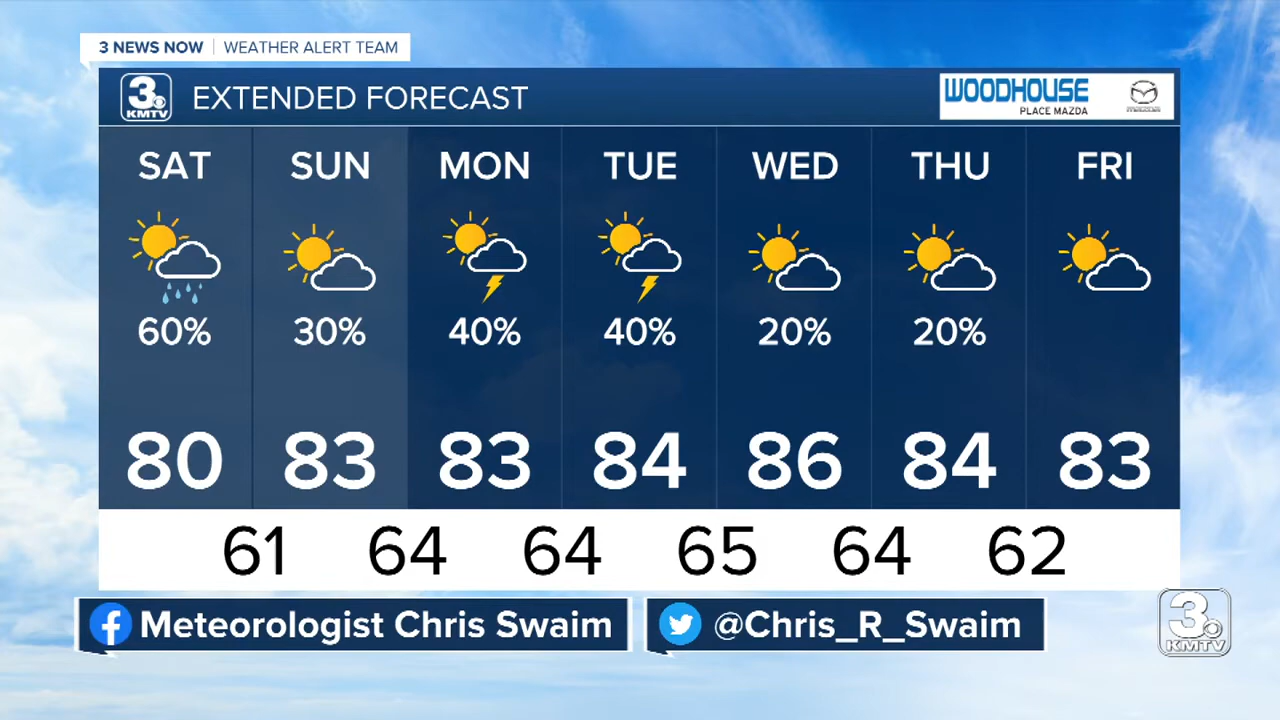 3 NEWS NOW | WEATHER ALERT TEAM
3 KMTV EXTENDED FORECAST
WOODHOUSE
PLACE MAZDA
SAT SUN MON TUE WED THU FRI
60% 30% 40% 40% 20% 20%
80 83 83 84 86 84 83
61 64 64 65 64 62
Meteorologist Chris Swaim @Chris_R_Swaim
3 KMTV